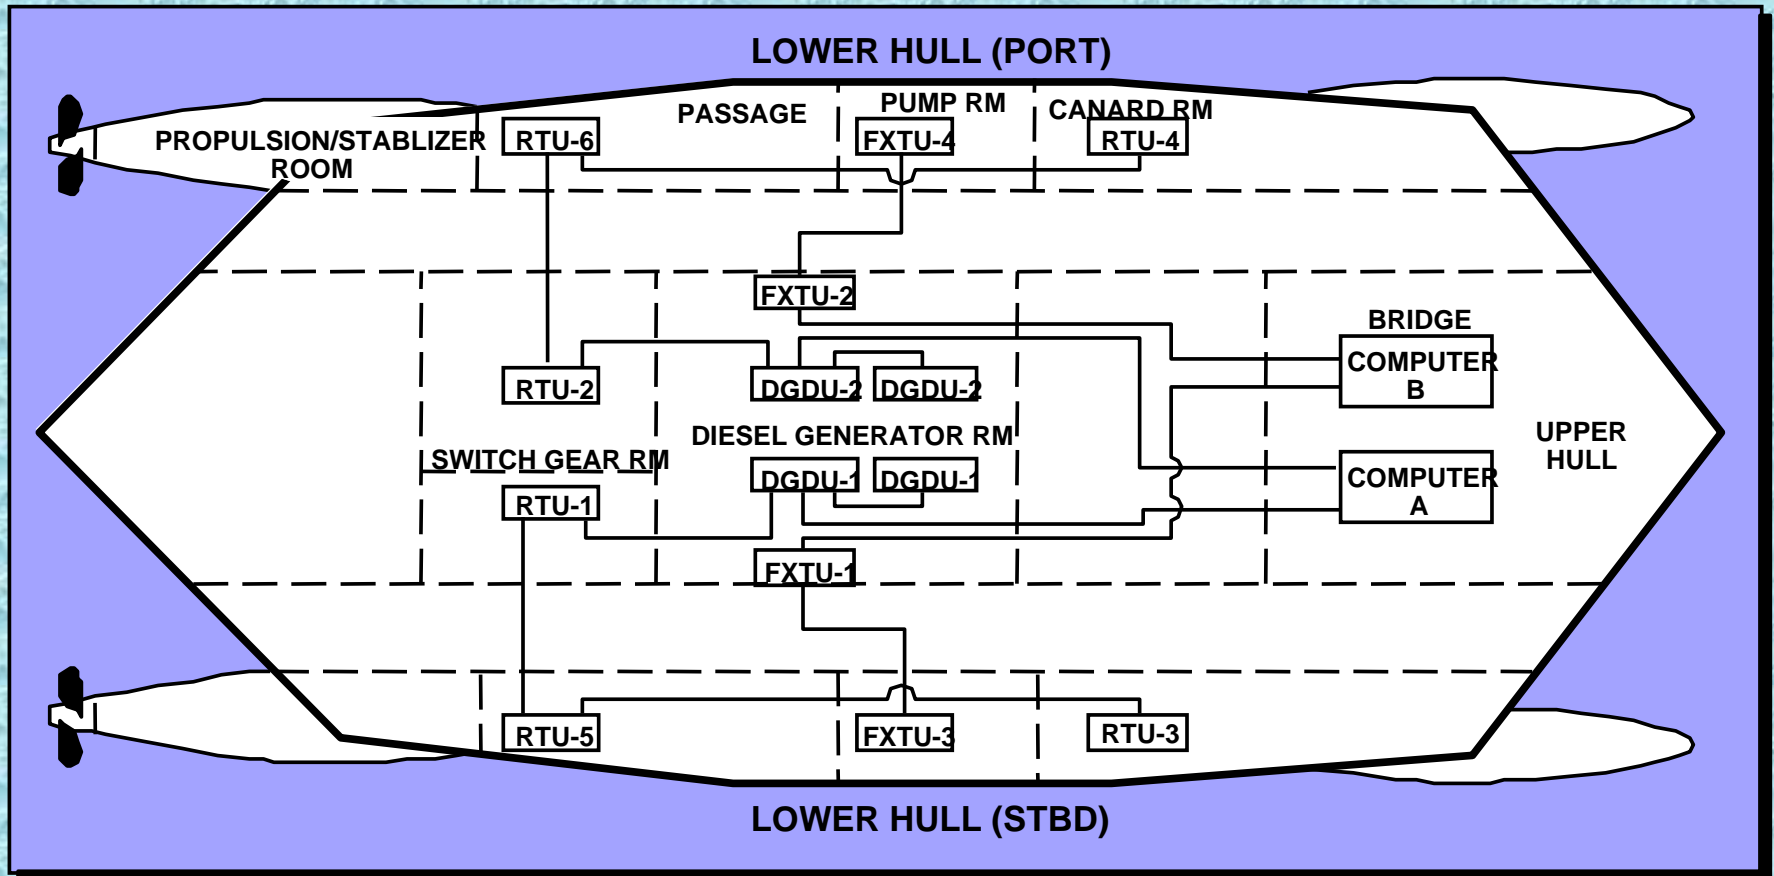 LOWER HULL (PORT)
PASSAGE
PUMP RM
CANARD RM
PROPULSION/STABLIZER
ROOM
RTU-6
FXTU-4
RTU-4
FXTU-2
BRIDGE
COMPUTER
B
RTU-2
DGDU-2
DGDU-2
DIESEL GENERATOR RM
UPPER
HULL
SWITCH GEAR RM
DGDU-1
DGDU-1
COMPUTER
A
RTU-1
FXTU-1
RTU-5
FXTU-3
RTU-3
LOWER HULL (STBD)